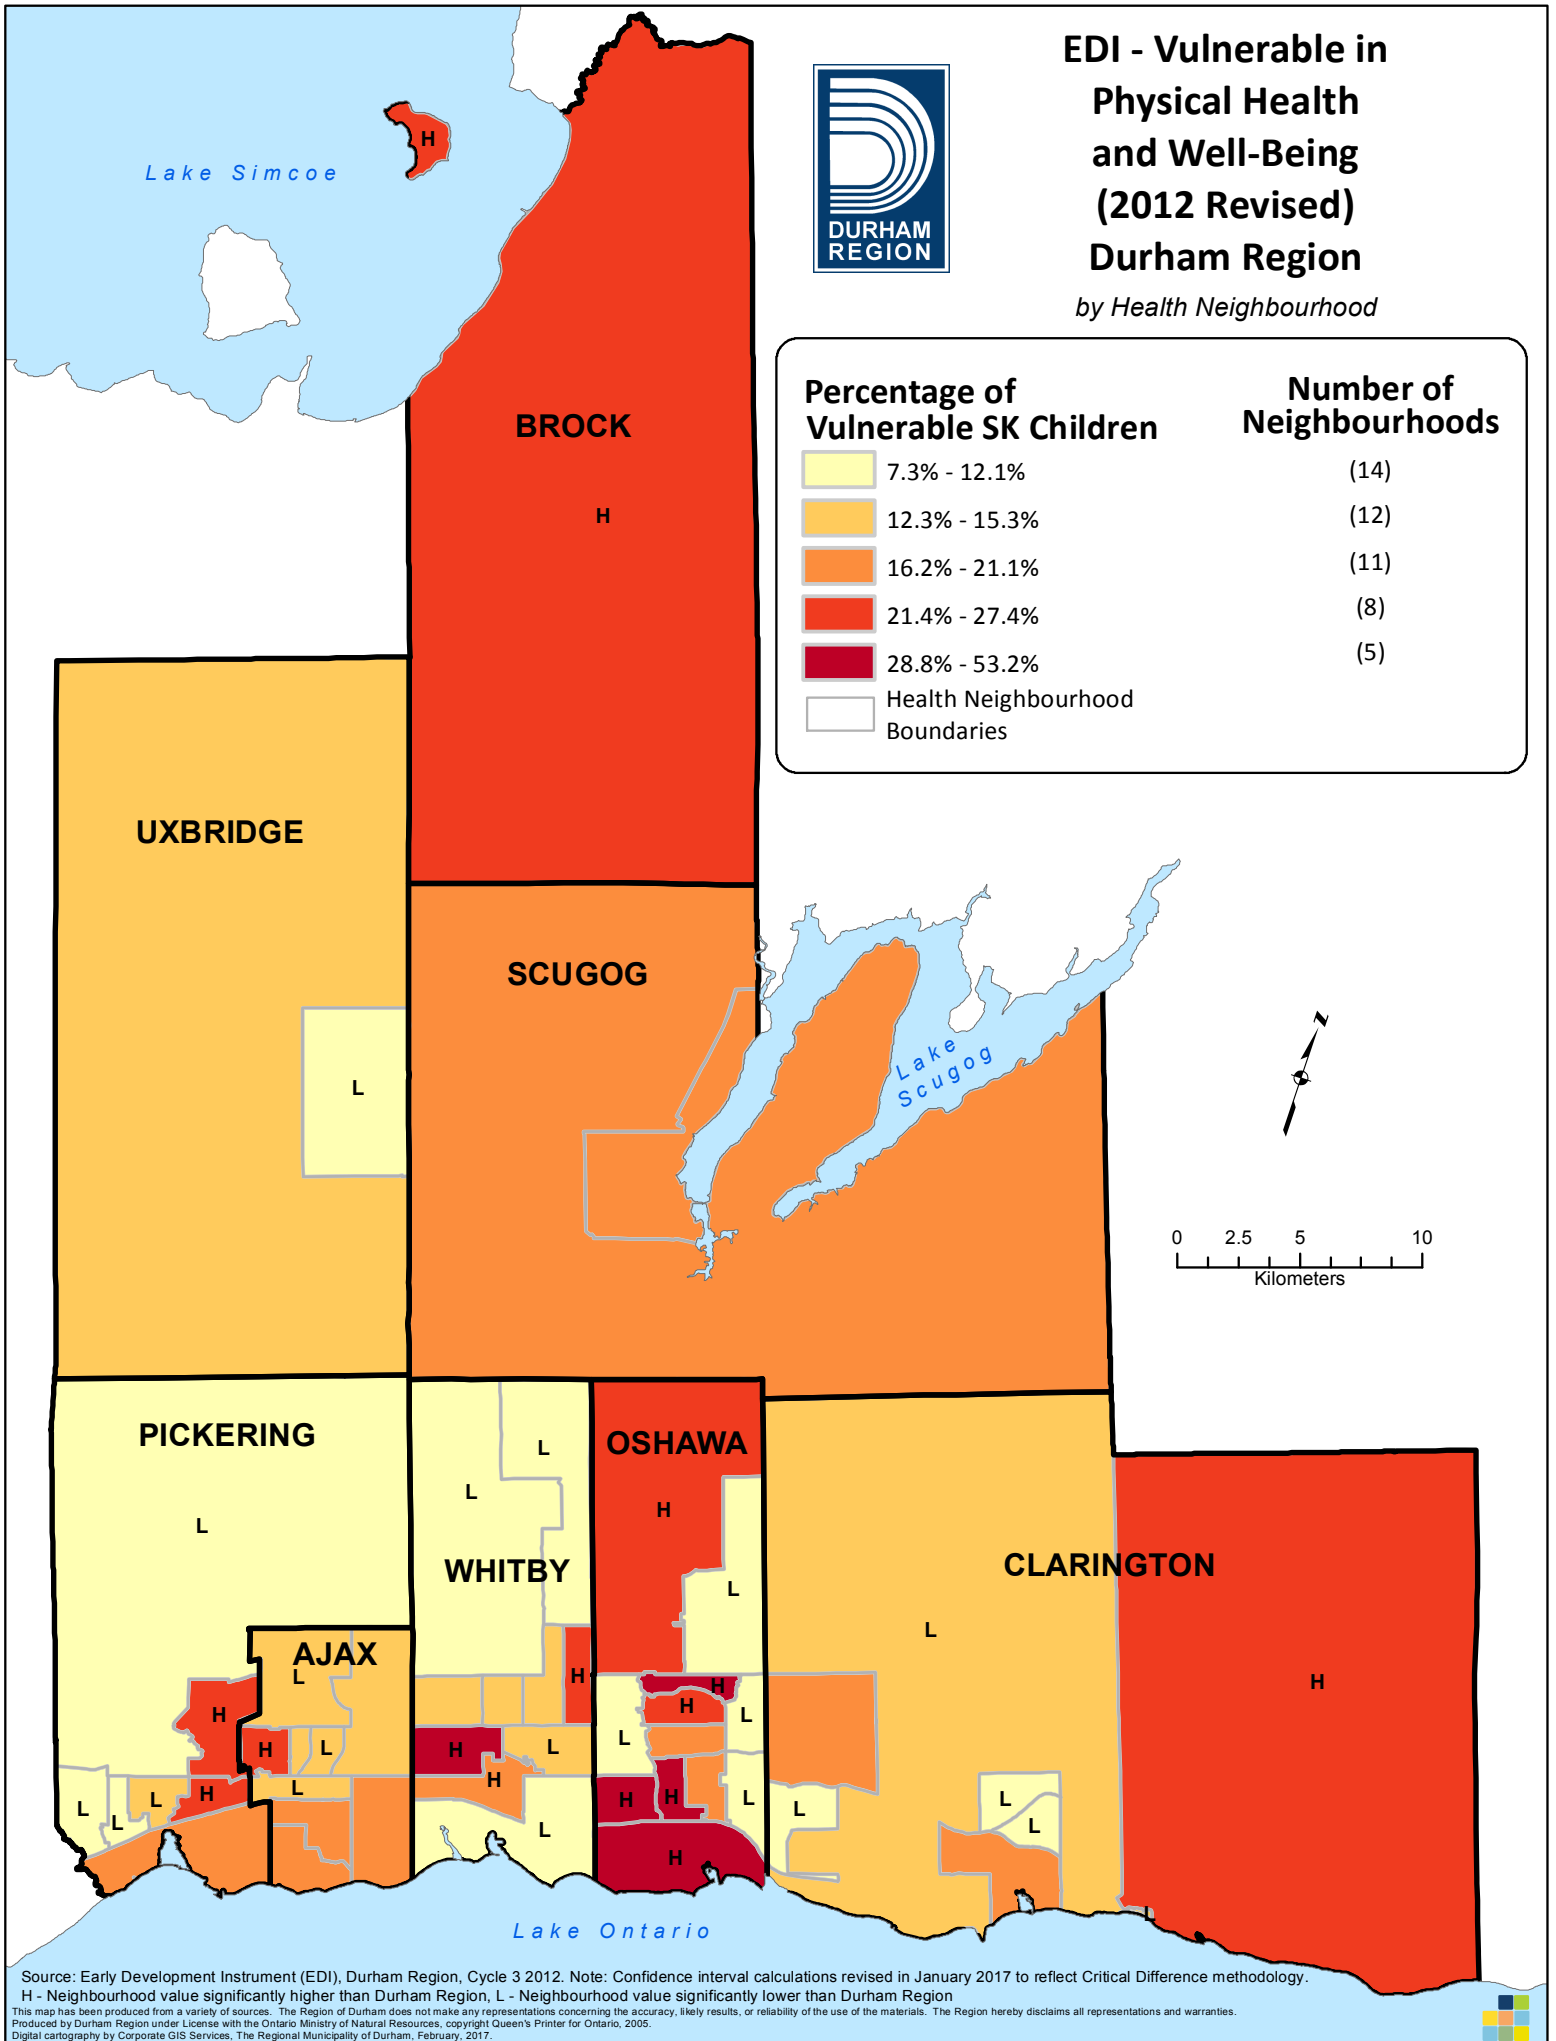 EDI - Vulnerable in
Physical Health
and Well-Being
(2012 Revised)
Durham Region
by Health Neighbourhood
DURHAM
REGION
Percentage of
Vulnerable SK Children
Number of
Neighbourhoods
7.3% - 12.1% (14)
12.3% - 15.3% (12)
16.2% - 21.1% (11)
21.4% - 27.4% (8)
28.8% - 53.2% (5)
Health Neighbourhood
Boundaries
Lake Simcoe
H
BROCK
H
UXBRIDGE
L
SCUGOG
Lake
Scugog
N
0 2.5 5 10
Kilometers
PICKERING
L
H
H
L
L
L
AJAX
L
H
L
L
WHITBY
L
L
H
H
L
H
L
OSHAWA
H
L
H
H
L
L
H
H
L
H
CLARINGTON
L
H
L
L
L
L
Lake Ontario
Source: Early Development Instrument (EDI), Durham Region, Cycle 3 2012. Note: Confidence interval calculations revised in January 2017 to reflect Critical Difference methodology.
H - Neighbourhood value significantly higher than Durham Region, L - Neighbourhood value significantly lower than Durham Region
This map has been produced from a variety of sources. The Region of Durham does not make any representations concerning the accuracy, likely results, or reliability of the use of the materials. The Region hereby disclaims all representations and warranties.
Produced by Durham Region under License with the Ontario Ministry of Natural Resources, copyright Queen's Printer for Ontario, 2005.
Digital cartography by Corporate GIS Services, The Regional Municipality of Durham, February, 2017.